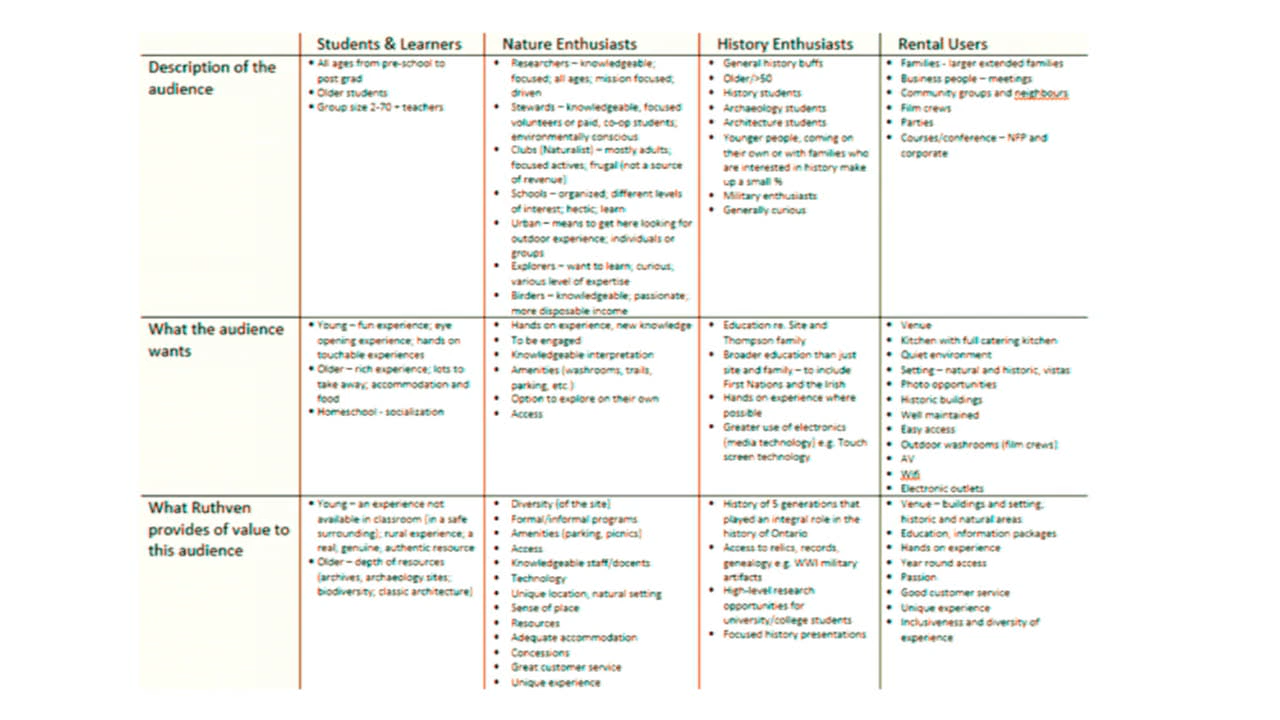 Students & Learners
Nature Enthusiasts
History Enthusiasts
Rental Users
Description of the
audience
• All ages from pre-school to
post grad
• Older students
• Group size 2-70 + teachers
• Researchers – knowledgeable;
focused; all ages; mission focused;
driven
• Stewards – knowledgeable, focused
volunteers or paid, co-op students;
environmentally conscious
• Clubs (Naturalist) – mostly adults;
focused actives; frugal (not a source
of revenue)
• Schools – organized; different levels
of interest; hectic; learn
• Urban – means to get here looking for
outdoor experience; individuals or
groups
• Explorers – want to learn; curious;
various level of expertise
• Birders – knowledgeable; passionate;
more disposable income
• General history buffs
• Older/>50
• History students
• Archaeology students
• Architecture students
• Younger people, coming on
their own or with families who
are interested in history make
up a small %
• Military enthusiasts
• Generally curious
• Families - larger extended families
• Business people – meetings
• Community groups and neighbours
• Film crews
• Parties
• Courses/conference – NFP and
corporate
What the audience
wants
• Young – fun experience; eye
opening experience; hands on
touchable experiences
• Older – rich experience; lots to
take away; accommodation and
food
• Homeschool - socialization
• Hands on experience, new knowledge
• To be engaged
• Knowledgeable interpretation
• Amenities (washrooms, trails,
parking, etc.)
• Option to explore on their own
• Access
• Education re. Site and
Thompson family
• Broader education than just
site and family – to include
First Nations and the Irish
• Hands on experience where
possible
• Greater use of electronics
(media technology) e.g. Touch
screen technology
• Venue
• Kitchen with full catering kitchen
• Quiet environment
• Setting – natural and historic, vistas
• Photo opportunities
• Historic buildings
• Well maintained
• Easy access
• Outdoor washrooms (film crews)
• AV
• Wifi
• Electronic outlets
What Ruthven
provides of value to
this audience
• Young – an experience not
available in classroom (in a safe
surrounding); rural experience; a
real, genuine, authentic resource
• Older – depth of resources
(archives, archaeology sites;
biodiversity; classic architecture)
• Diversity (of the site)
• Formal/informal programs
• Amenities (parking, picnics)
• Access
• Knowledgeable staff/docents
• Technology
• Unique location, natural setting
• Sense of place
• Resources
• Adequate accommodation
• Concessions
• Great customer service
• Unique experience
• History of 5 generations that
played an integral role in the
history of Ontario
• Access to relics, records,
genealogy e.g. WWI military
artifacts
• High-level research
opportunities for
university/college students
• Focused history presentations
• Venue – buildings and setting,
historic and natural areas
• Education, information packages
• Hands on experience
• Year round access
• Passion
• Good customer service
• Unique experience
• Inclusiveness and diversity of
experience